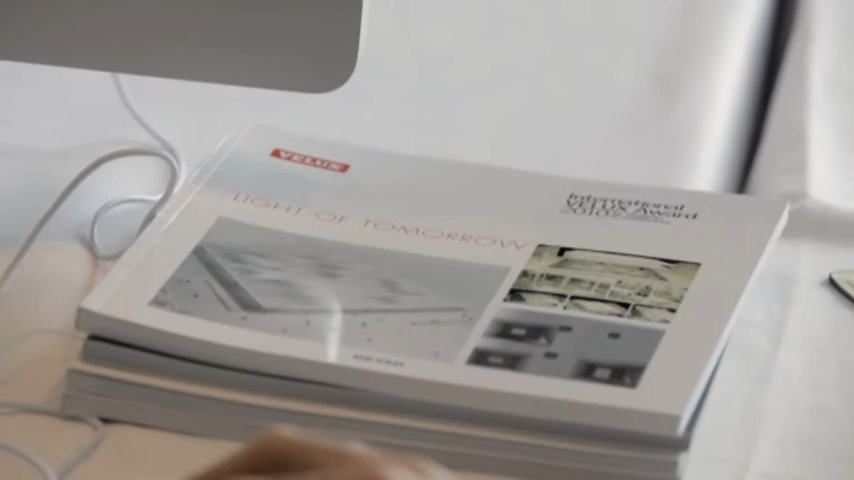 VELUX
International
VELUX Award
2010
LIGHT OF TOMORROW